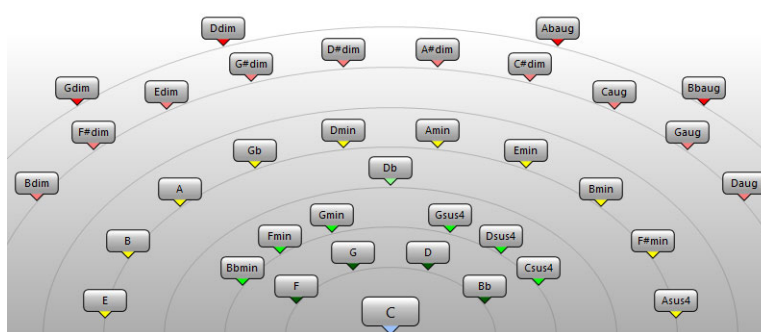 Ddim
Abaug
D#dim
A#dim
G#dim
C#dim
Gdim
Edim
Caug
Bbaug
F#dim
Dmin
Amin
Gaug
Gb
Emin
Db
Bdim
A
Bmin
Daug
Gmin
Gsus4
Fmin
Dsus4
B
F#min
G
D
Bbmin
Csus4
F
Bb
E
Asus4
C